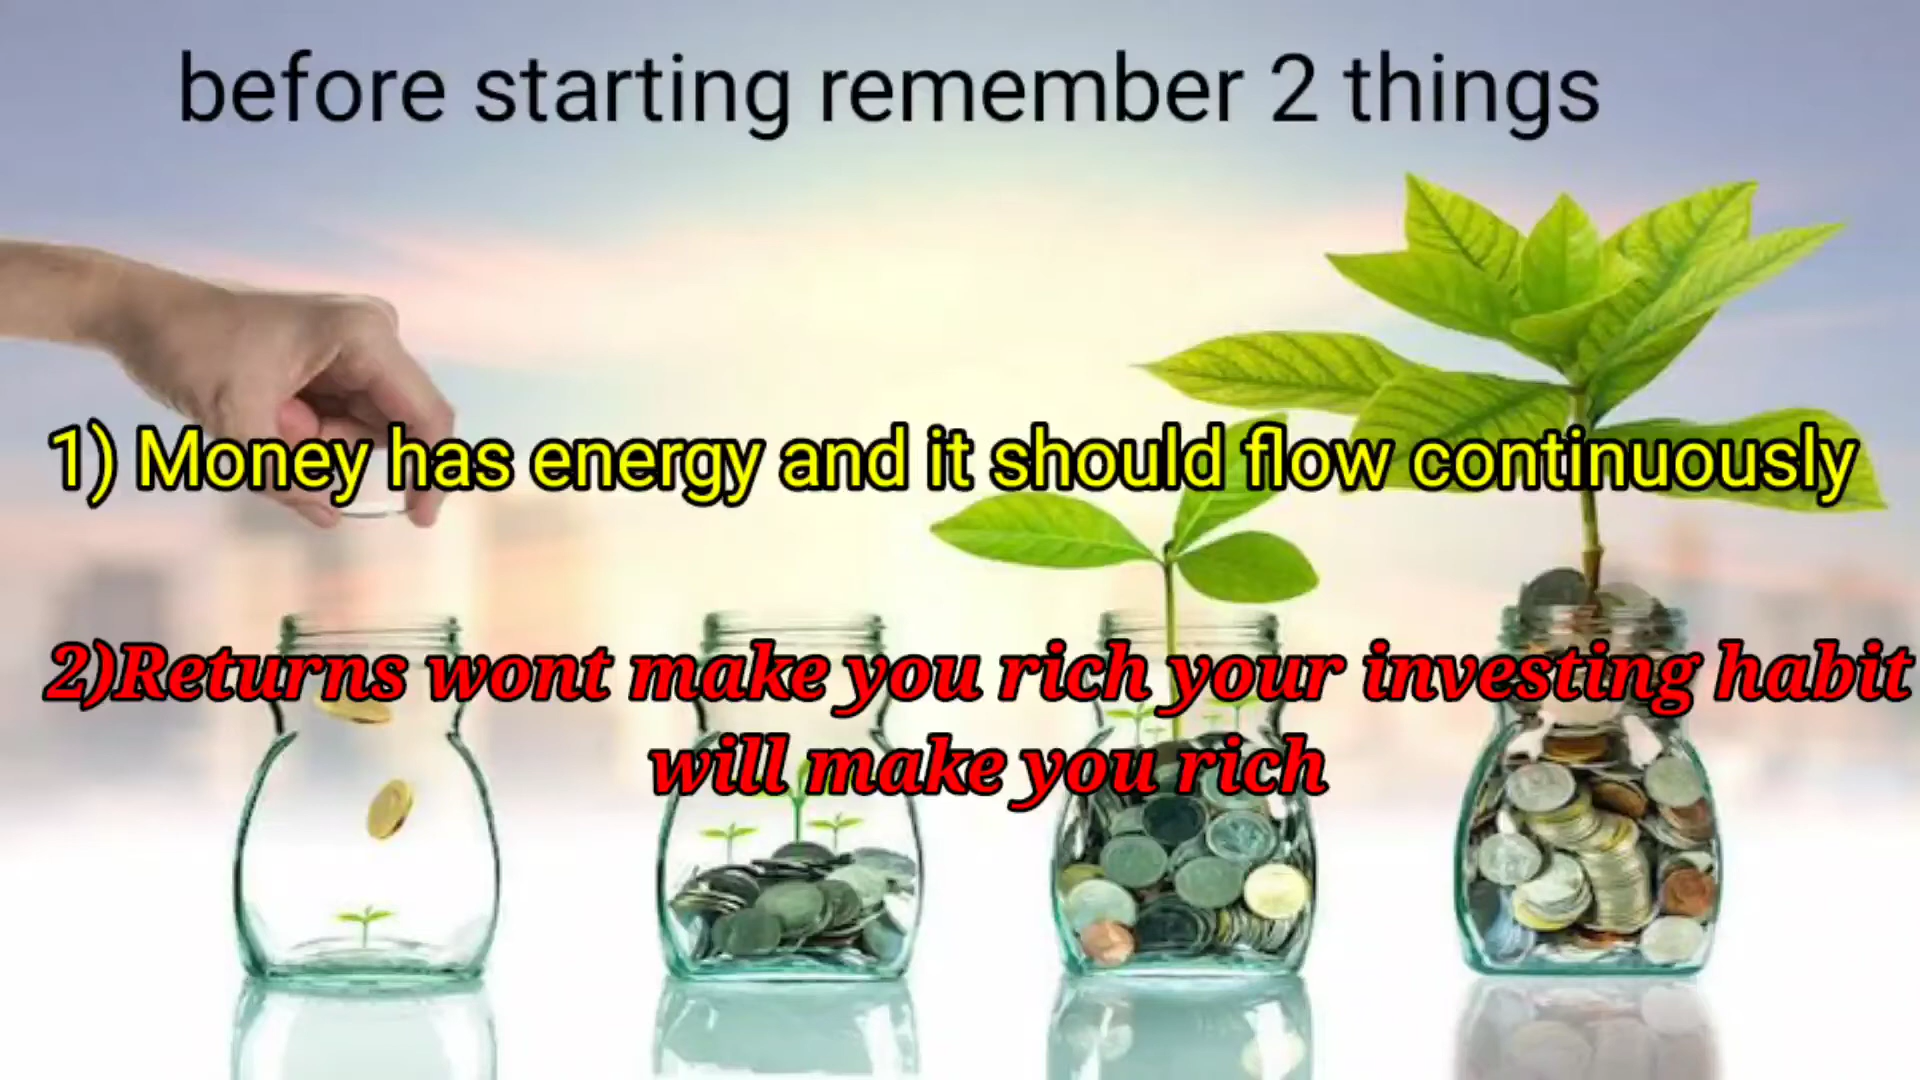 before starting remember 2 things
1) Money has energy and it should flow continuously
2)Returns wont make you rich your investing habit
will make you rich